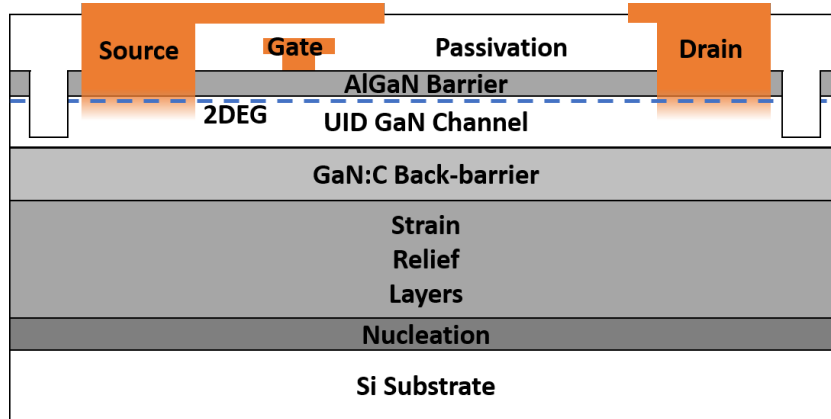 Source
Gate
Passivation
Drain
AlGaN Barrier
2DEG
UID GaN Channel
GaN:C Back-barrier
Strain
Relief
Layers
Nucleation
Si Substrate